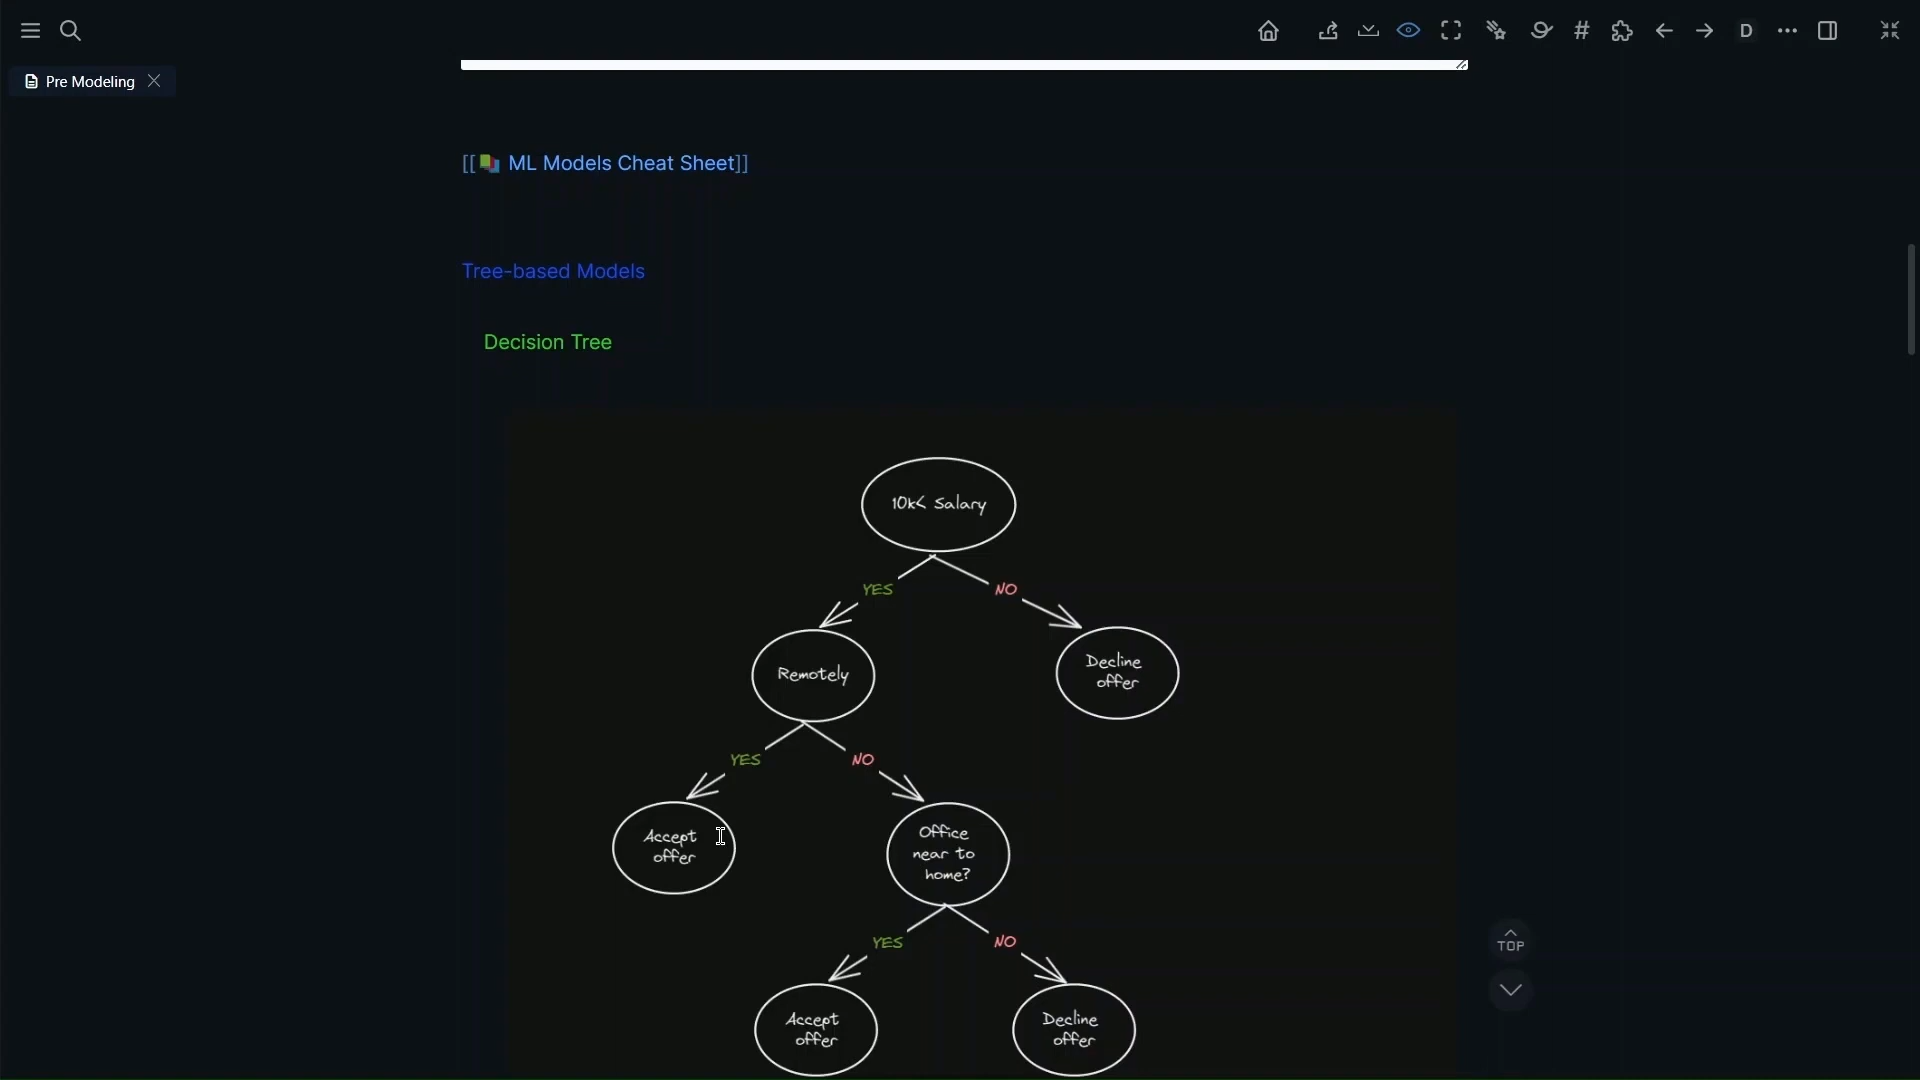 D
Pre Modeling
[[ ML Models Cheat Sheet]]
Tree-based Models
Decision Tree
10k< Salary
YES
NO
Remotely
Decline
offer
YES
NO
Accept
offer
Office
near to
home?
TOP
YES
NO
Accept
offer
Decline
offer